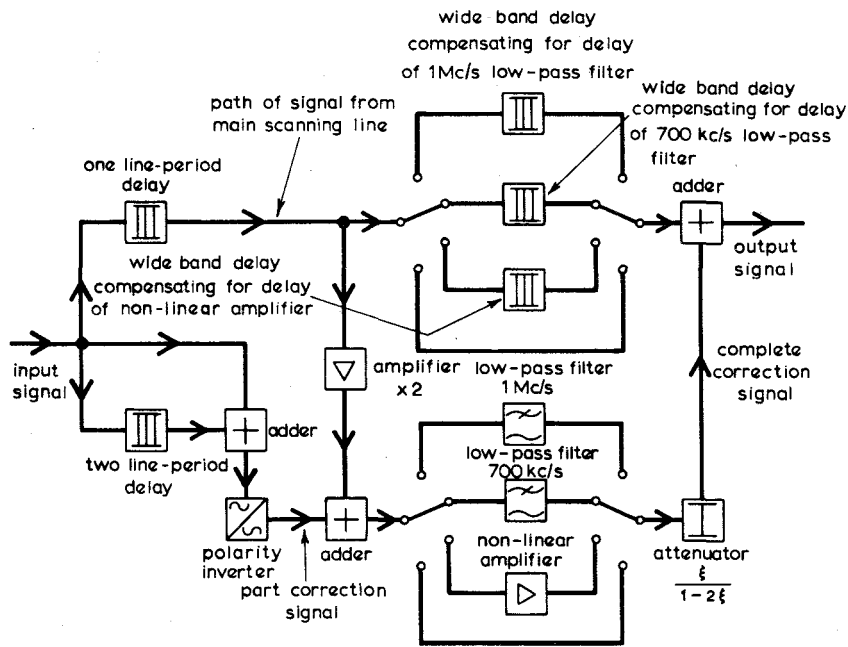 wide band delay
compensating for delay
of 1Mc/s low-pass filter
wide band delay
compensating for delay
of 700 kc/s low-pass
filter
path of signal from
main scanning line
one line-period
delay
adder
+
output
signal
wide band delay
compensating for delay
of non-linear amplifier
input
signal
amplifier
x2
low-pass filter
1Mc/s
complete
correction
signal
+
adder
two line-period
delay
low-pass filter
700 kc/s
polarity
inverter
+
adder
part correction
signal
non-linear
amplifier
attenuator
ξ
1-2ξ